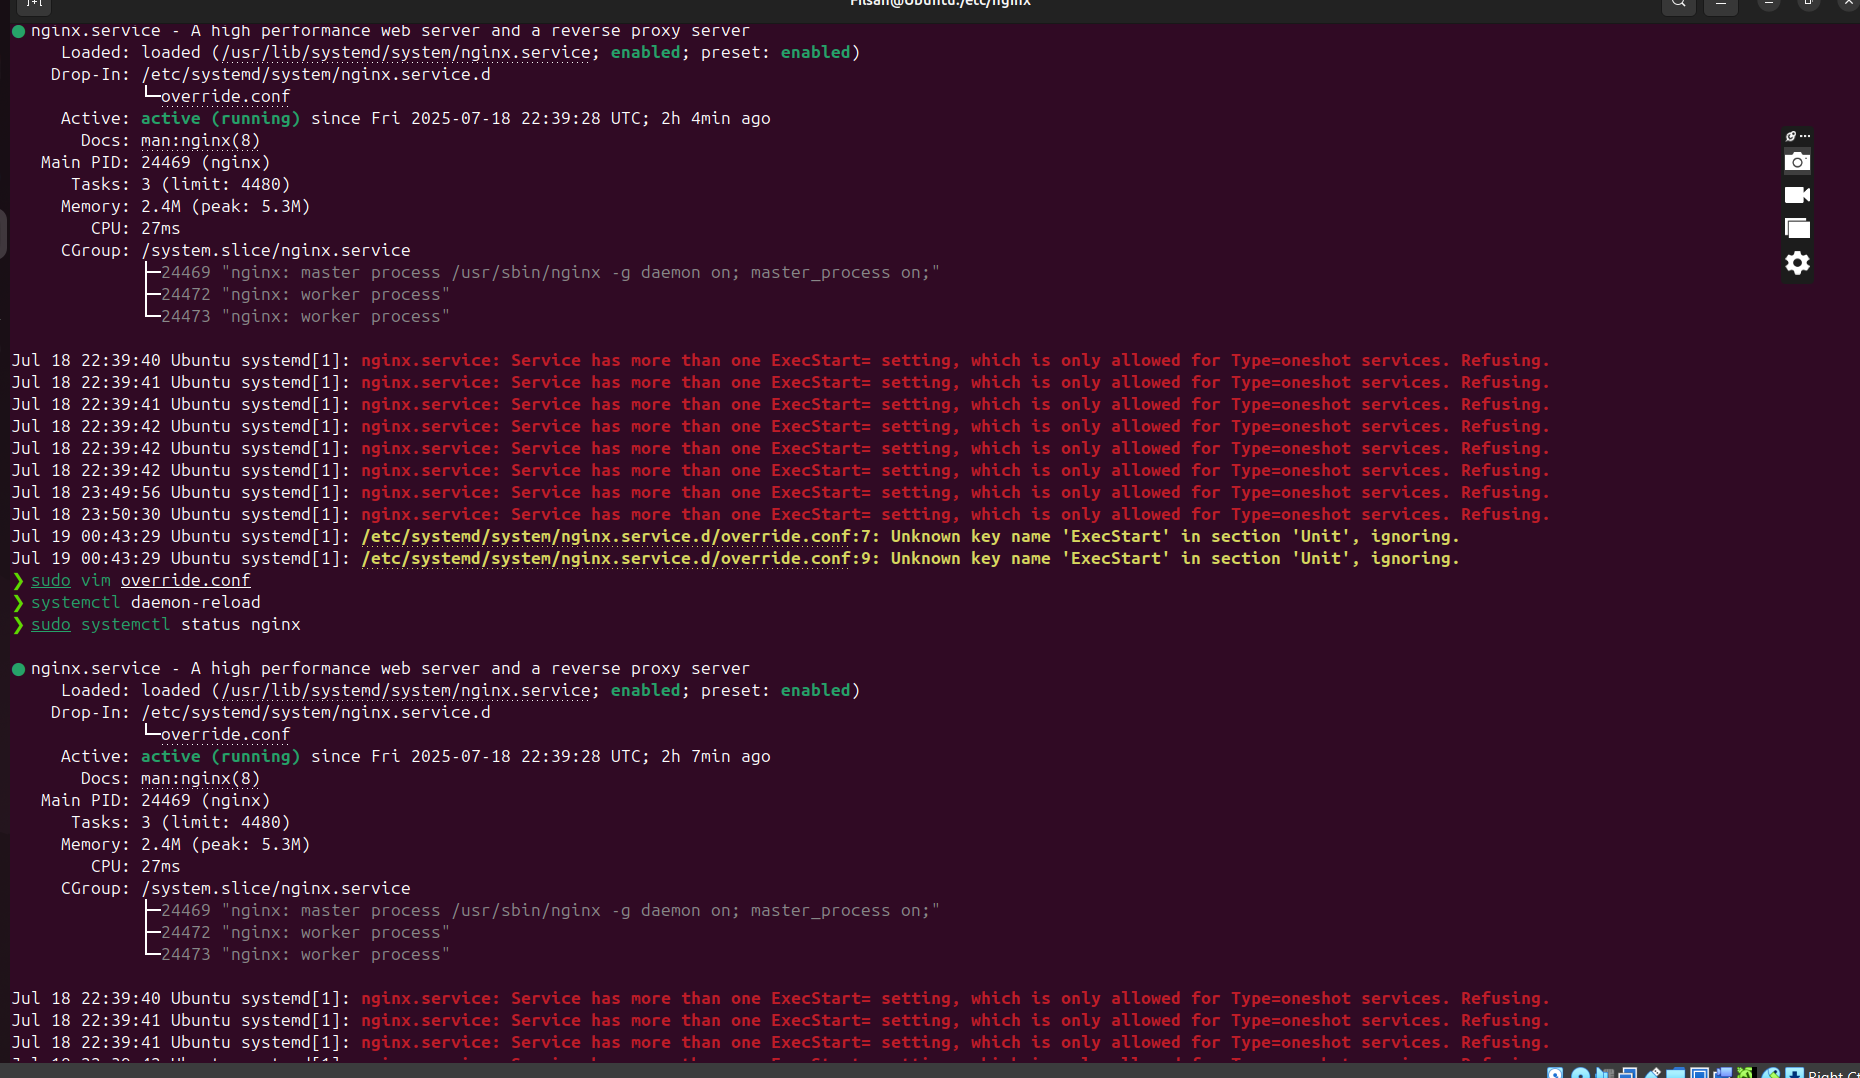 Filsan@Ubuntu:/etc/nginx
nginx.service - A high performance web server and a reverse proxy server
Loaded: loaded (/usr/lib/systemd/system/nginx.service; enabled; preset: enabled)
Drop-In: /etc/systemd/system/nginx.service.d
└─override.conf
Active: active (running) since Fri 2025-07-18 22:39:28 UTC; 2h 4min ago
Docs: man:nginx(8)
Main PID: 24469 (nginx)
Tasks: 3 (limit: 4480)
Memory: 2.4M (peak: 5.3M)
CPU: 27ms
CGroup: /system.slice/nginx.service
├─24469 "nginx: master process /usr/sbin/nginx -g daemon on; master_process on;"
├─24472 "nginx: worker process"
└─24473 "nginx: worker process"
Jul 18 22:39:40 Ubuntu systemd[1]: nginx.service: Service has more than one ExecStart= setting, which is only allowed for Type=oneshot services. Refusing.
Jul 18 22:39:41 Ubuntu systemd[1]: nginx.service: Service has more than one ExecStart= setting, which is only allowed for Type=oneshot services. Refusing.
Jul 18 22:39:41 Ubuntu systemd[1]: nginx.service: Service has more than one ExecStart= setting, which is only allowed for Type=oneshot services. Refusing.
Jul 18 22:39:42 Ubuntu systemd[1]: nginx.service: Service has more than one ExecStart= setting, which is only allowed for Type=oneshot services. Refusing.
Jul 18 22:39:42 Ubuntu systemd[1]: nginx.service: Service has more than one ExecStart= setting, which is only allowed for Type=oneshot services. Refusing.
Jul 18 22:39:42 Ubuntu systemd[1]: nginx.service: Service has more than one ExecStart= setting, which is only allowed for Type=oneshot services. Refusing.
Jul 18 23:49:56 Ubuntu systemd[1]: nginx.service: Service has more than one ExecStart= setting, which is only allowed for Type=oneshot services. Refusing.
Jul 18 23:50:30 Ubuntu systemd[1]: nginx.service: Service has more than one ExecStart= setting, which is only allowed for Type=oneshot services. Refusing.
Jul 19 00:43:29 Ubuntu systemd[1]: /etc/systemd/system/nginx.service.d/override.conf:7: Unknown key name 'ExecStart' in section 'Unit', ignoring.
Jul 19 00:43:29 Ubuntu systemd[1]: /etc/systemd/system/nginx.service.d/override.conf:9: Unknown key name 'ExecStart' in section 'Unit', ignoring.
❯ sudo vim override.conf
❯ systemctl daemon-reload
❯ sudo systemctl status nginx
nginx.service - A high performance web server and a reverse proxy server
Loaded: loaded (/usr/lib/systemd/system/nginx.service; enabled; preset: enabled)
Drop-In: /etc/systemd/system/nginx.service.d
└─override.conf
Active: active (running) since Fri 2025-07-18 22:39:28 UTC; 2h 7min ago
Docs: man:nginx(8)
Main PID: 24469 (nginx)
Tasks: 3 (limit: 4480)
Memory: 2.4M (peak: 5.3M)
CPU: 27ms
CGroup: /system.slice/nginx.service
├─24469 "nginx: master process /usr/sbin/nginx -g daemon on; master_process on;"
├─24472 "nginx: worker process"
└─24473 "nginx: worker process"
Jul 18 22:39:40 Ubuntu systemd[1]: nginx.service: Service has more than one ExecStart= setting, which is only allowed for Type=oneshot services. Refusing.
Jul 18 22:39:41 Ubuntu systemd[1]: nginx.service: Service has more than one ExecStart= setting, which is only allowed for Type=oneshot services. Refusing.
Jul 18 22:39:41 Ubuntu systemd[1]: nginx.service: Service has more than one ExecStart= setting, which is only allowed for Type=oneshot services. Refusing.
Right